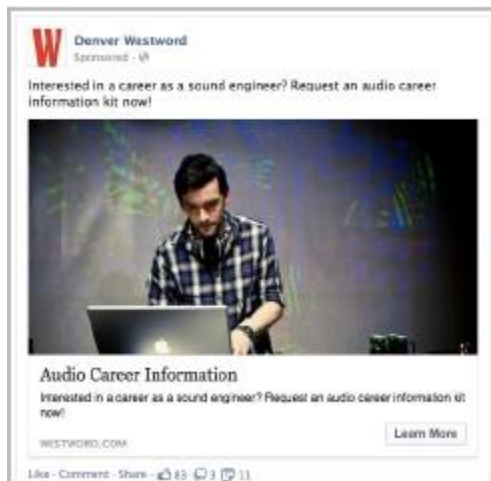 W
Denver Westword
Sponsored ·
Interested in a career as a sound engineer? Request an audio career
information kit now!
Audio Career Information
Interested in a career as a sound engineer? Request an audio career information kit
now!
WESTWORD.COM
Learn More
Like · Comment · Share · 83 3 11